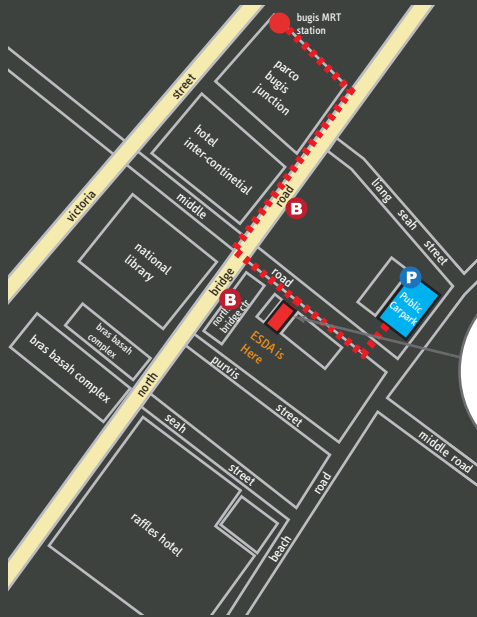 bugis MRT
station
parco
bugis
junction
street
victoria
hotel
inter-continetial
middle
road
B
road
liang seah street
national
library
bridge
B
north
bridge ctr
P
Public
Carpark
ESDA is
Here
bras basah
complex
bras basah complex
north
purvis
street
seah
street
middle road
road
beach
raffles hotel